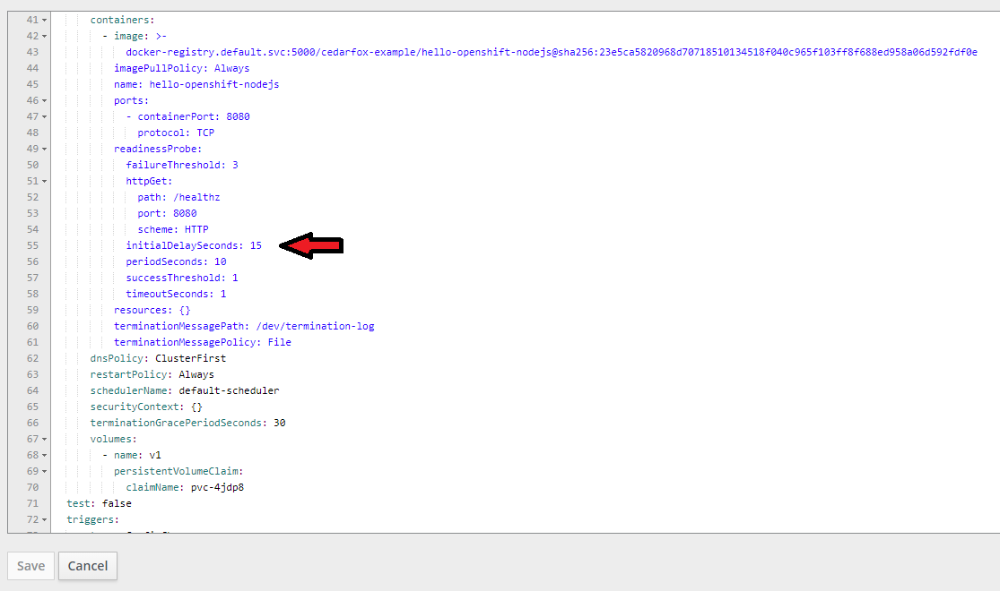 41 containers:
42 - image: >-
43 docker-registry.default.svc:5000/cedarfox-example/hello-openshift-nodejs@sha256:23e5ca5820968d70718510134518f040c965f103ff8f688ed958a06d592fdf0e
44 imagePullPolicy: Always
45 name: hello-openshift-nodejs
46 ports:
47 - containerPort: 8080
48 protocol: TCP
49 readinessProbe:
50 failureThreshold: 3
51 httpGet:
52 path: /healthz
53 port: 8080
54 scheme: HTTP
55 initialDelaySeconds: 15
56 periodSeconds: 10
57 successThreshold: 1
58 timeoutSeconds: 1
59 resources: {}
60 terminationMessagePath: /dev/termination-log
61 terminationMessagePolicy: File
62 dnsPolicy: ClusterFirst
63 restartPolicy: Always
64 schedulerName: default-scheduler
65 securityContext: {}
66 terminationGracePeriodSeconds: 30
67 volumes:
68 - name: v1
69 persistentVolumeClaim:
70 claimName: pvc-4jdp8
71 test: false
72 triggers:
Save Cancel